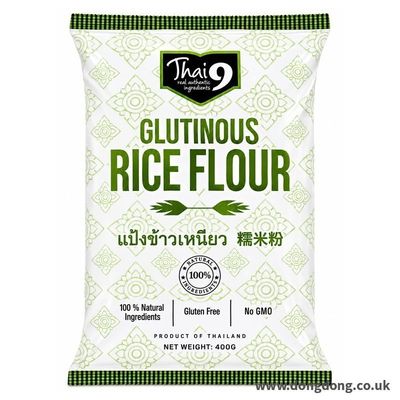 Thai 9
real authentic
ingredients
GLUTINOUS
RICE FLOUR
แป้งข้าวเหนียว 糯米粉
NATURAL
100%
INGREDIENTS
100 % Natural
Ingredients
Gluten Free
No GMO
PRODUCT OF THAILAND
NET WEIGHT: 400G
www.dongdong.co.uk